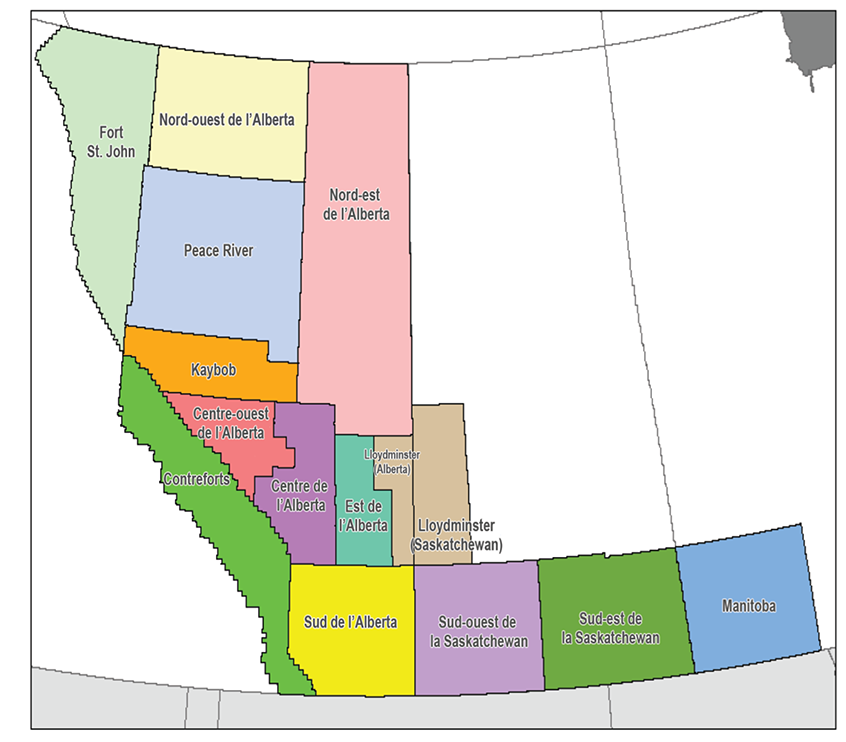 Fort
St. John
Nord-ouest de l'Alberta
Nord-est
de l'Alberta
Peace River
Kaybob
Centre-ouest
de l'Alberta
Contreforts
Centre de
l'Alberta
Lloydminster
(Alberta)
Est de
l'Alberta
Lloydminster
(Saskatchewan)
Sud de l'Alberta
Sud-ouest de
la Saskatchewan
Sud-est de
la Saskatchewan
Manitoba